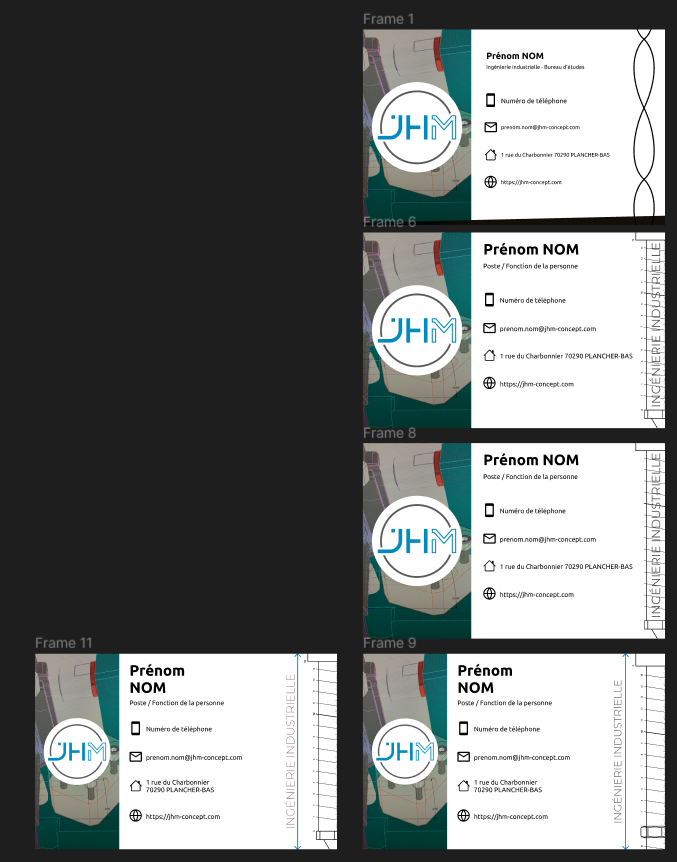 Frame 1
Prénom NOM
Ingénierie industrielle - Bureau d'études
Numéro de téléphone
prenom.nom@jhm-concept.com
1 rue du Charbonnier 70290 PLANCHER-BAS
https://jhm-concept.com
JHM
Frame 6
Prénom NOM
Poste / Fonction de la personne
Numéro de téléphone
prenom.nom@jhm-concept.com
1 rue du Charbonnier 70290 PLANCHER-BAS
https://jhm-concept.com
JHM
INGÉNIERIE INDUSTRIELLE
Frame 8
Prénom NOM
Poste / Fonction de la personne
Numéro de téléphone
prenom.nom@jhm-concept.com
1 rue du Charbonnier 70290 PLANCHER-BAS
https://jhm-concept.com
JHM
INGÉNIERIE INDUSTRIELLE
Frame 11
Prénom
NOM
Poste / Fonction de la personne
Numéro de téléphone
prenom.nom@jhm-concept.com
1 rue du Charbonnier
70290 PLANCHER-BAS
https://jhm-concept.com
JHM
INGÉNIERIE INDUSTRIELLE
Frame 9
Prénom
NOM
Poste / Fonction de la personne
Numéro de téléphone
prenom.nom@jhm-concept.com
1 rue du Charbonnier
70290 PLANCHER-BAS
https://jhm-concept.com
JHM
INGÉNIERIE INDUSTRIELLE